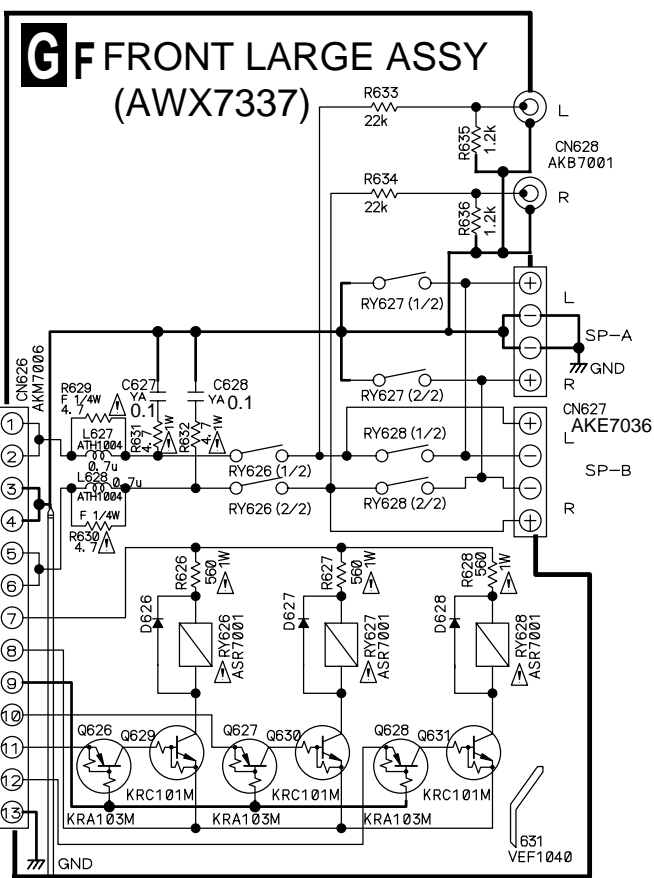 G F FRONT LARGE ASSY
(AWX7337)
R633
22k
L
R635
1.2k
CN628
AKB7001
R634
22k
R
R636
1.2k
RY627 (1/2)
L
SP-A
GND
R
RY627 (2/2)
CN626
AKM7006
R629
F 1/4W
4.7
L627
ATH1004
0.7u
L628 0.7u
ATH1004
F 1/4W
R630
4.7
C627
YA
0.1
C628
YA
0.1
R631
4.7
1W
R632
4.7
1W
RY626 (1/2)
RY626 (2/2)
RY628 (1/2)
RY628 (2/2)
CN627
AKE7036
L
SP-B
R
1
2
3
4
5
6
7
8
9
10
11
12
13
R626
560
1W
R627
560
1W
R628
560
1W
D626
RY626
ASR7001
D627
RY627
ASR7001
D628
RY628
ASR7001
Q626
Q629
Q627
Q630
Q628
Q631
KRC101M
KRC101M
KRC101M
KRA103M
KRA103M
KRA103M
GND
631
VEF1040